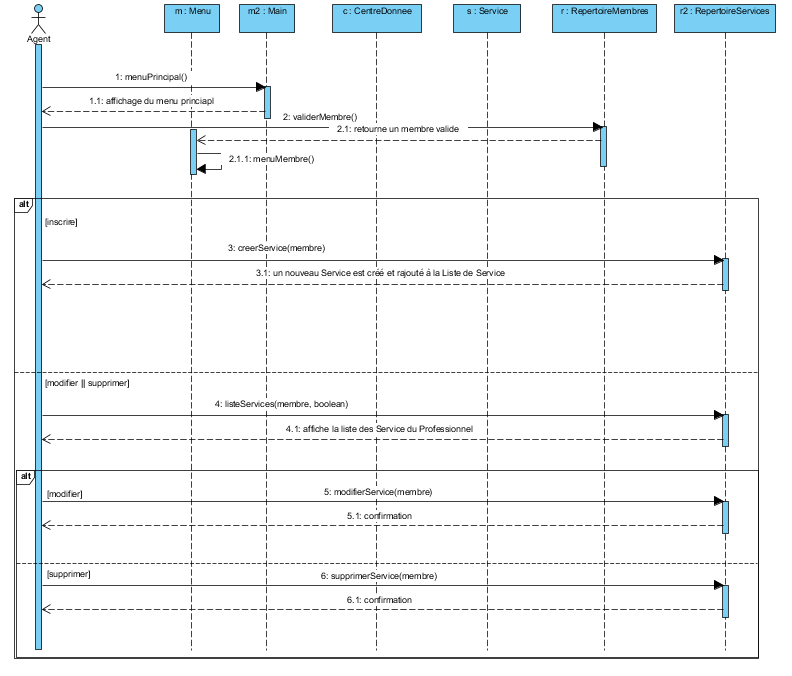 m : Menu
m2 : Main
c : CentreDonnee
s : Service
r : RepertoireMembres
r2 : RepertoireServices
Agent
1: menuPrincipal()
1.1: affichage du menu princiapl
2: validerMembre()
2.1: retourne un membre valide
2.1.1: menuMembre()
alt
[inscrire]
3: creerService(membre)
3.1: un nouveau Service est créé et rajouté à la Liste de Service
[modifier || supprimer]
4: listeServices(membre, boolean)
4.1: affiche la liste des Service du Professionnel
alt
[modifier]
5: modifierService(membre)
5.1: confirmation
[supprimer]
6: supprimerService(membre)
6.1: confirmation